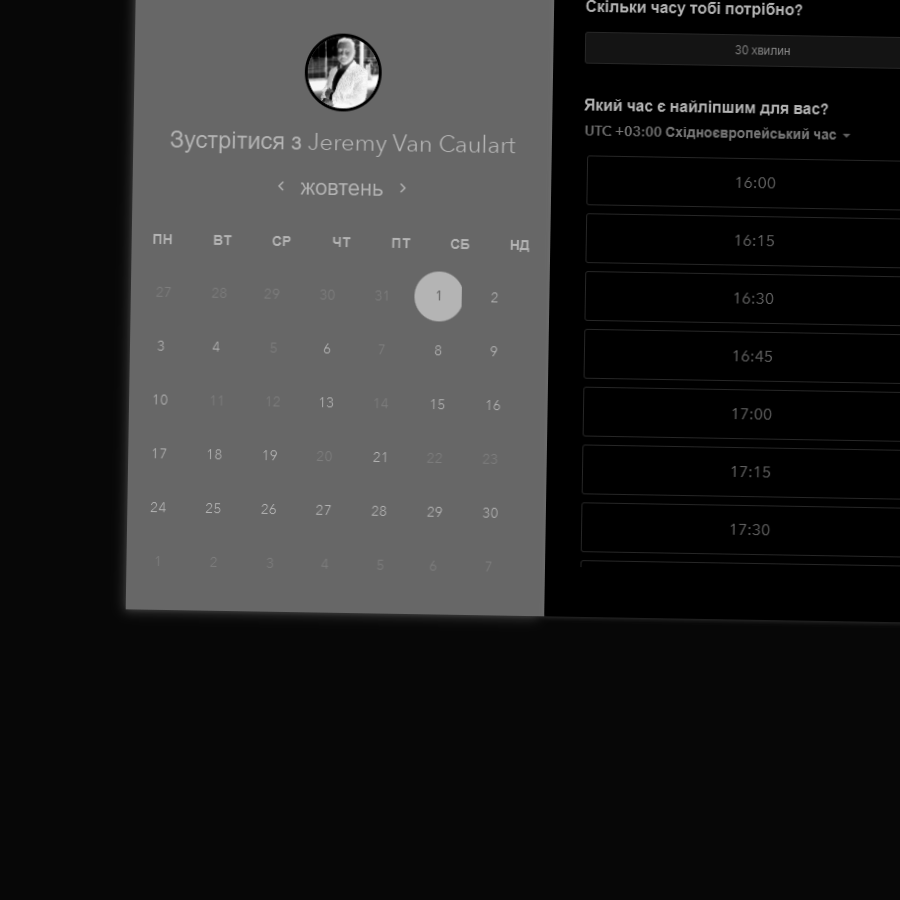 Зустрітися з Jeremy Van Caulart
< жовтень >
ПН ВТ СР ЧТ ПТ СБ НД
27 28 29 30 31 1 2
3 4 5 6 7 8 9
10 11 12 13 14 15 16
17 18 19 20 21 22 23
24 25 26 27 28 29 30
1 2 3 4 5 6 7
Скільки часу тобі потрібно?
30 хвилин
Який час є найліпшим для вас?
UTC +03:00 Східноєвропейський час
16:00
16:15
16:30
16:45
17:00
17:15
17:30